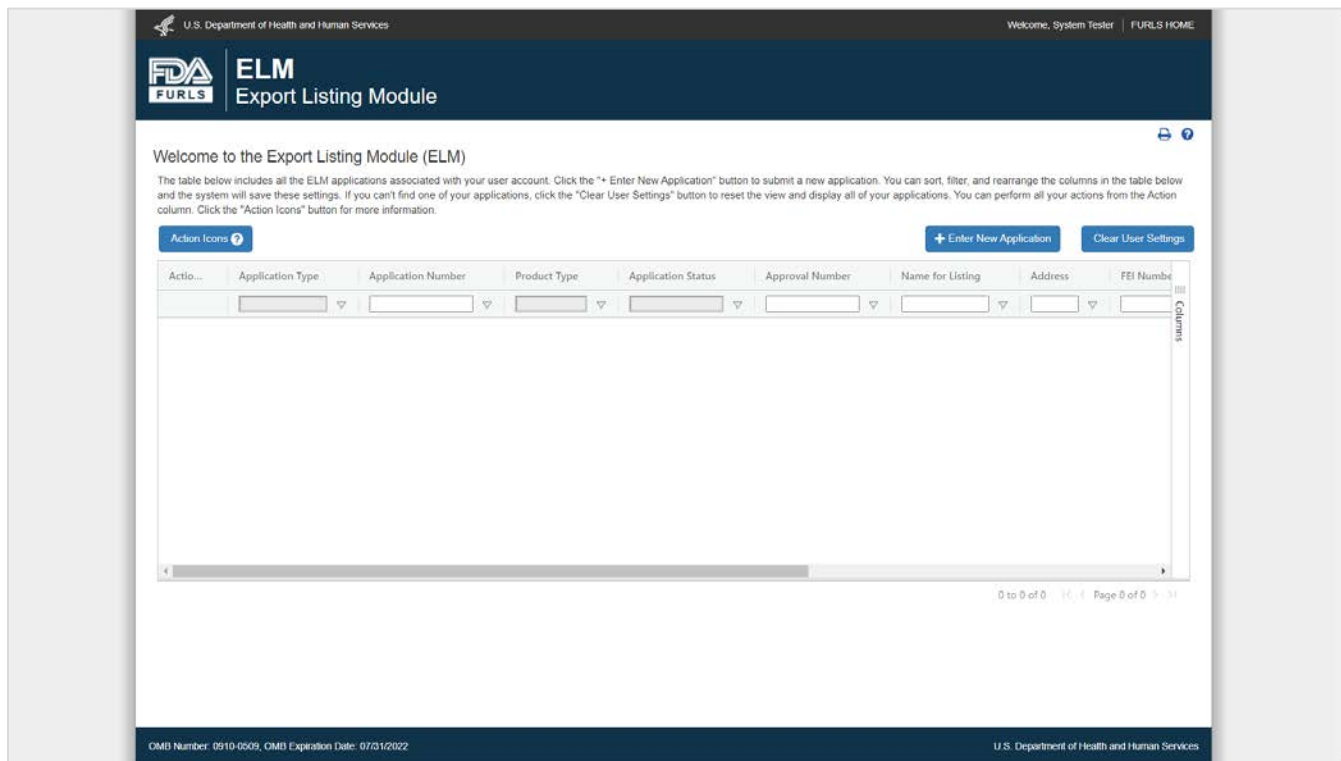 U.S. Department of Health and Human Services
Welcome, System Tester | FURLS HOME
FDA
FURLS
ELM
Export Listing Module
Welcome to the Export Listing Module (ELM)
The table below includes all the ELM applications associated with your user account. Click the "+ Enter New Application" button to submit a new application. You can sort, filter, and rearrange the columns in the table below
and the system will save these settings. If you can't find one of your applications, click the "Clear User Settings" button to reset the view and display all of your applications. You can perform all your actions from the Action
column. Click the "Action Icons" button for more information.
Action Icons ?
+ Enter New Application
Clear User Settings
Actio... Application Type Application Number Product Type Application Status Approval Number Name for Listing Address FEI Numbe
Columns
0 to 0 of 0 Page 0 of 0
OMB Number: 0910-0509, OMB Expiration Date: 07/31/2022
U.S. Department of Health and Human Services